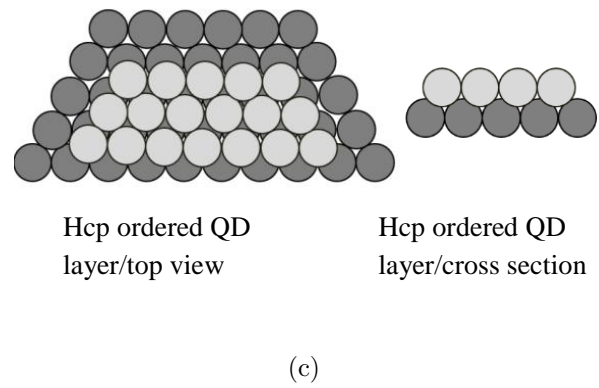 Hcp ordered QD
layer/top view
Hcp ordered QD
layer/cross section
(c)